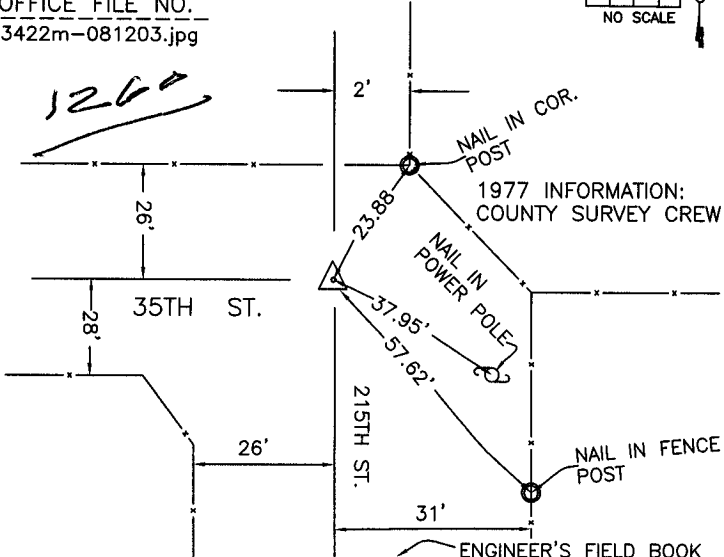 OFFICE FILE NO.
3422m-081203.jpg
NO SCALE
1260
2'
NAIL IN COR.
POST
1977 INFORMATION:
COUNTY SURVEY CREW
26'
23.88
NAIL IN
POWER POLE
35TH ST.
37.95'
28'
57.62'
215TH ST.
26'
NAIL IN FENCE
POST
31'
ENGINEER'S FIELD BOOK